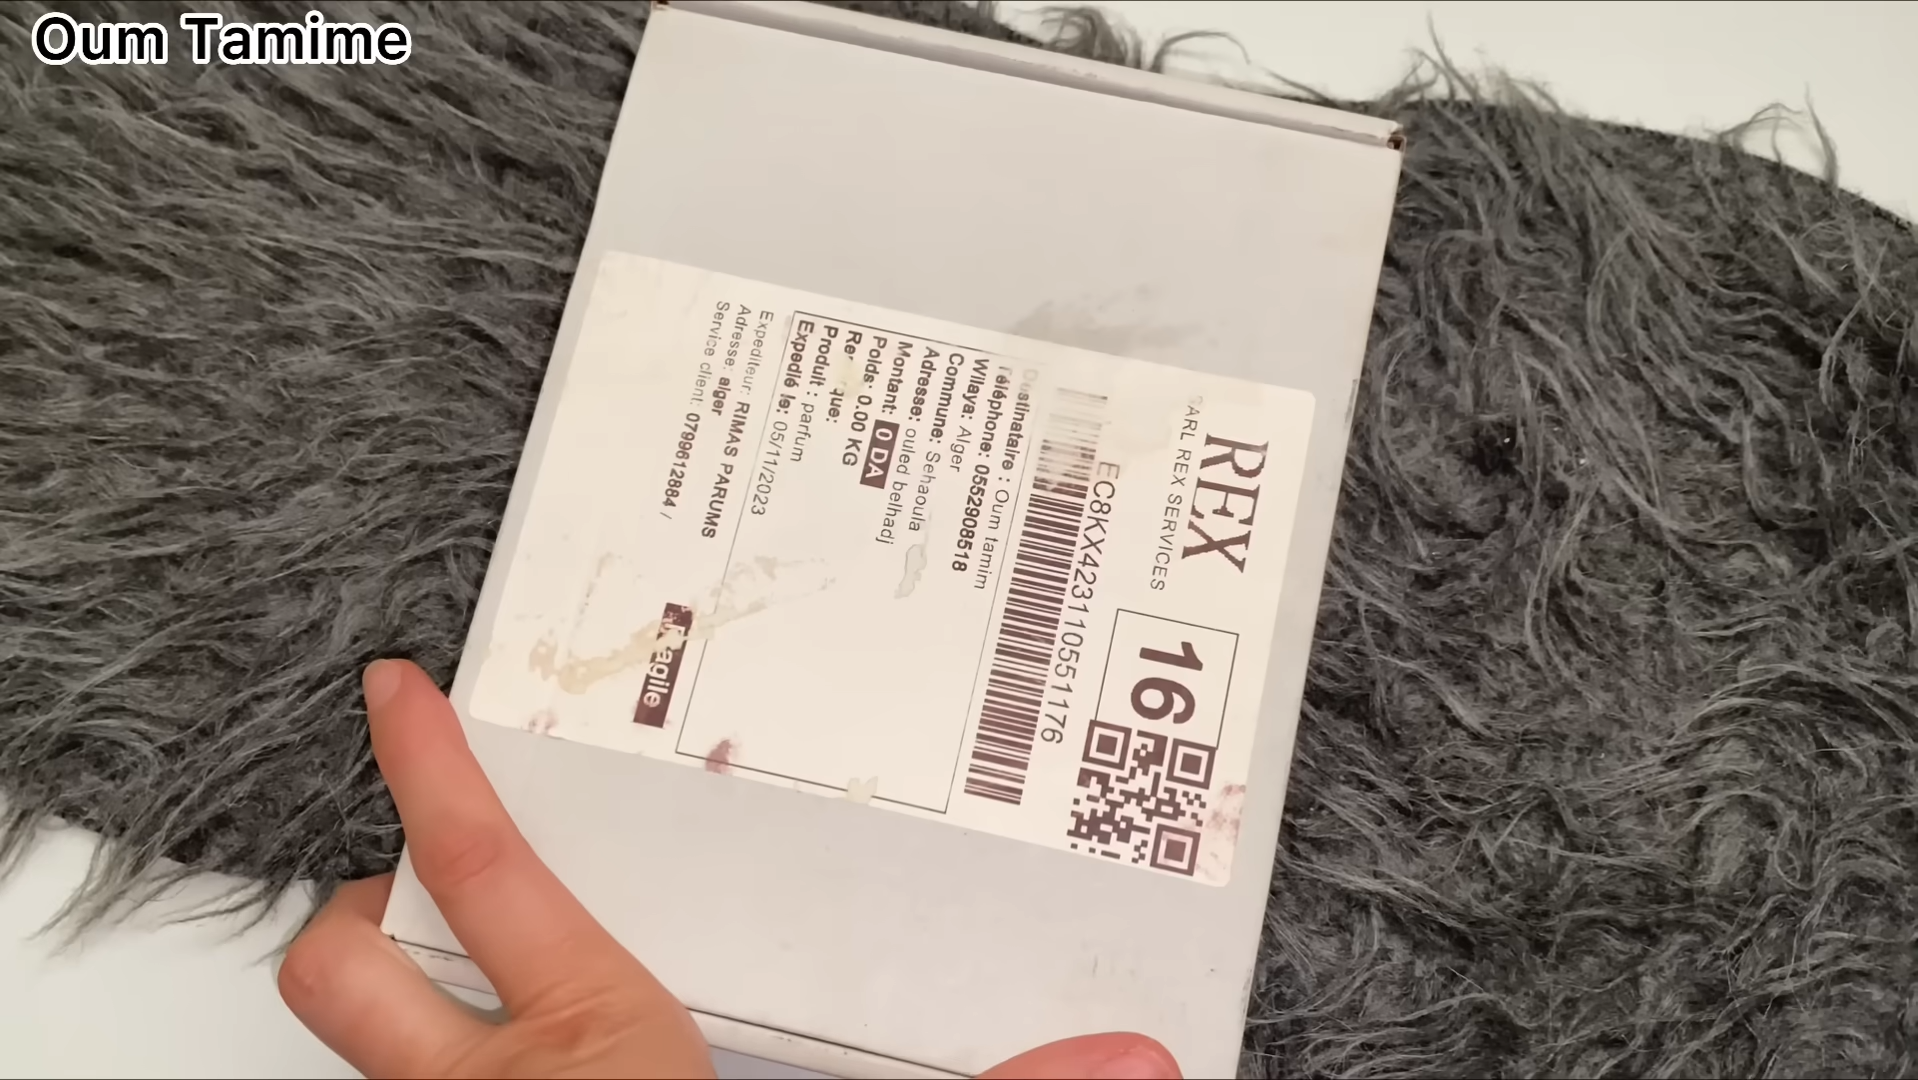 Oum Tamime
REX
SARL REX SERVICES
16
EC8KX423110551176
Destinataire : Oum tamim
Téléphone: 0552908518
Wilaya: Alger
Commune: Sehaoula
Adresse: ouled belhadj
Montant: 0 DA
Poids: 0.00 KG
Produit : parfum
Expedié le: 05/11/2023
Expediteur: RIMAS PARUMS
Adresse: alger
Service client: 0799612884 /
Fragile